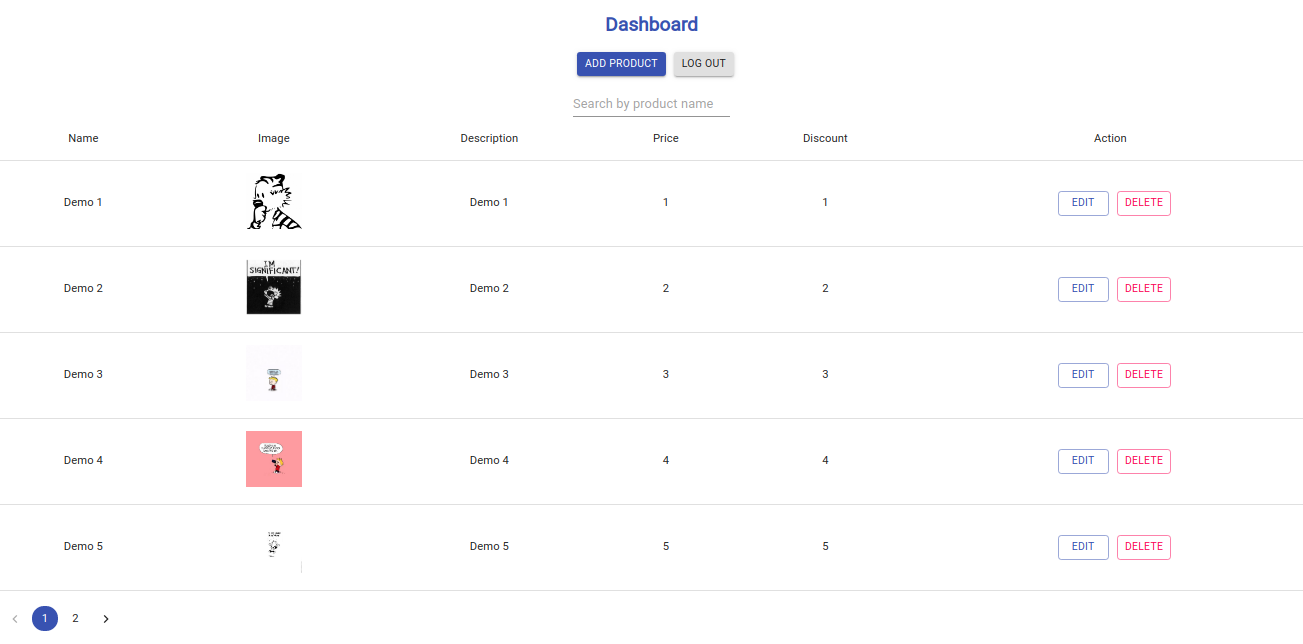 Dashboard
ADD PRODUCT LOG OUT
Search by product name
Name Image Description Price Discount Action
Demo 1 Demo 1 1 1 EDIT DELETE
I'M
SIGNIFICANT!
Demo 2 Demo 2 2 2 EDIT DELETE
Demo 3 Demo 3 3 3 EDIT DELETE
Demo 4 Demo 4 4 4 EDIT DELETE
Demo 5 Demo 5 5 5 EDIT DELETE
1 2